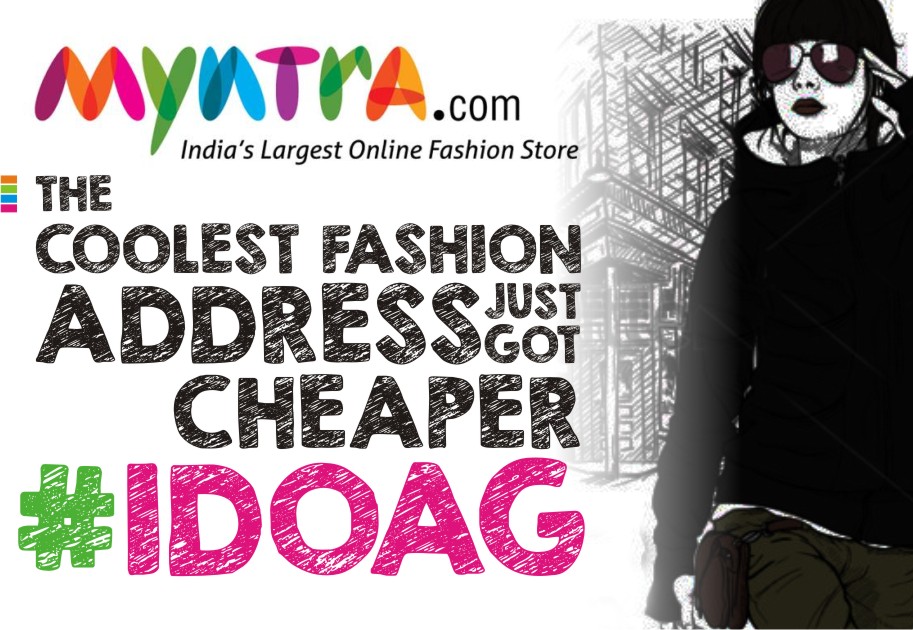 myntra.com
India's Largest Online Fashion Store
THE
COOLEST FASHION
ADDRESS JUST
GOT
CHEAPER
#IDOAG